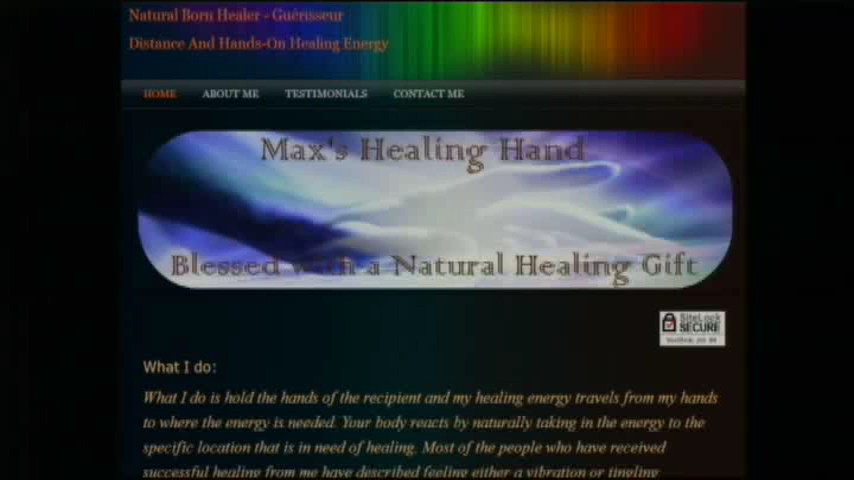 Natural Born Healer - Guérisseur
Distance And Hands-On Healing Energy
HOME ABOUT ME TESTIMONIALS CONTACT ME
Max's Healing Hand
Blessed with a Natural Healing Gift
SiteLock
SECURE
What I do:
What I do is hold the hands of the recipient and my healing energy travels from my hands
to where the energy is needed. Your body reacts by naturally taking in the energy to the
specific location that is in need of healing. Most of the people who have received
successful healing from me have described feeling either a vibration or tingling